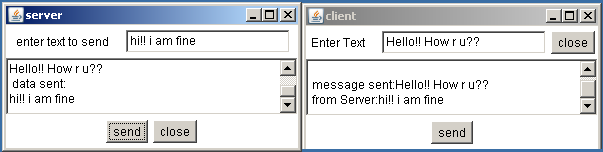 server
enter text to send hi!! i am fine
Hello!! How r u??
data sent:
hi!! i am fine
send close
client
Enter Text Hello!! How r u?? close
message sent:Hello!! How r u??
from Server:hi!! i am fine
send